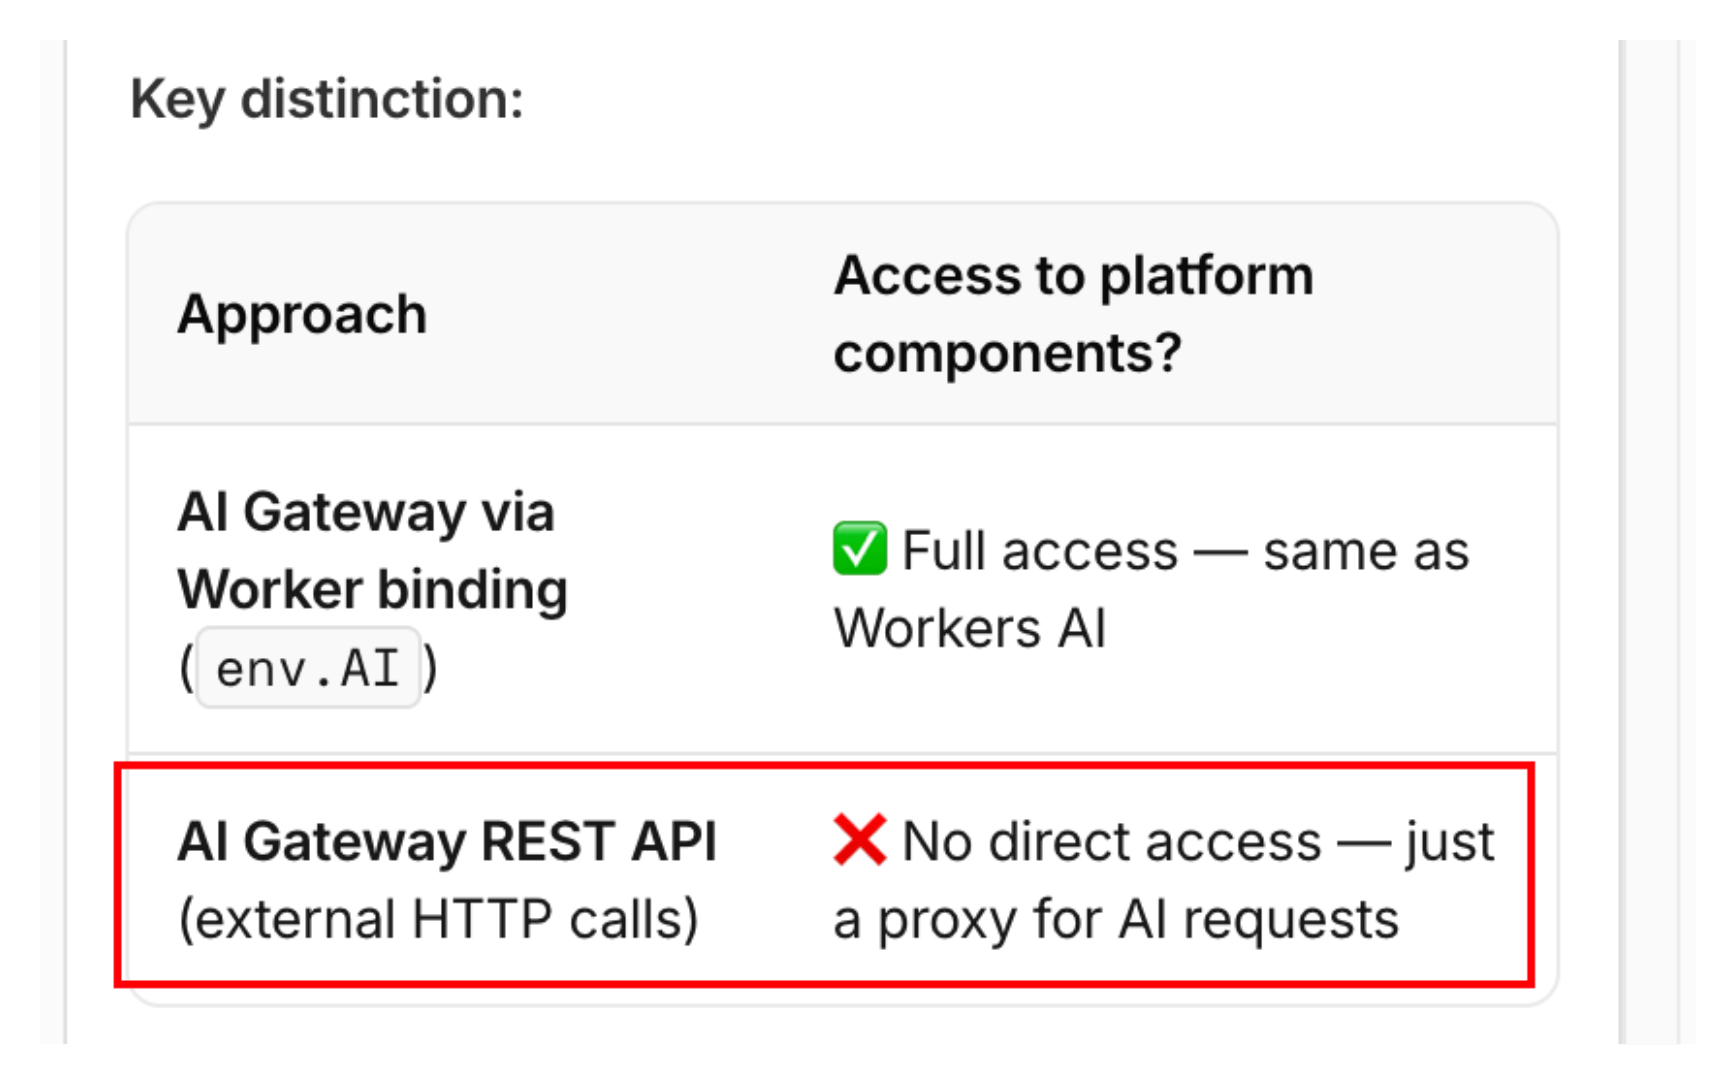 Key distinction:
Approach
Access to platform
components?
AI Gateway via
Worker binding
(env.AI)
✅ Full access — same as
Workers AI
AI Gateway REST API
(external HTTP calls)
❌ No direct access — just
a proxy for AI requests